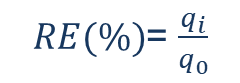 RE(%)= qᵢ/q₀